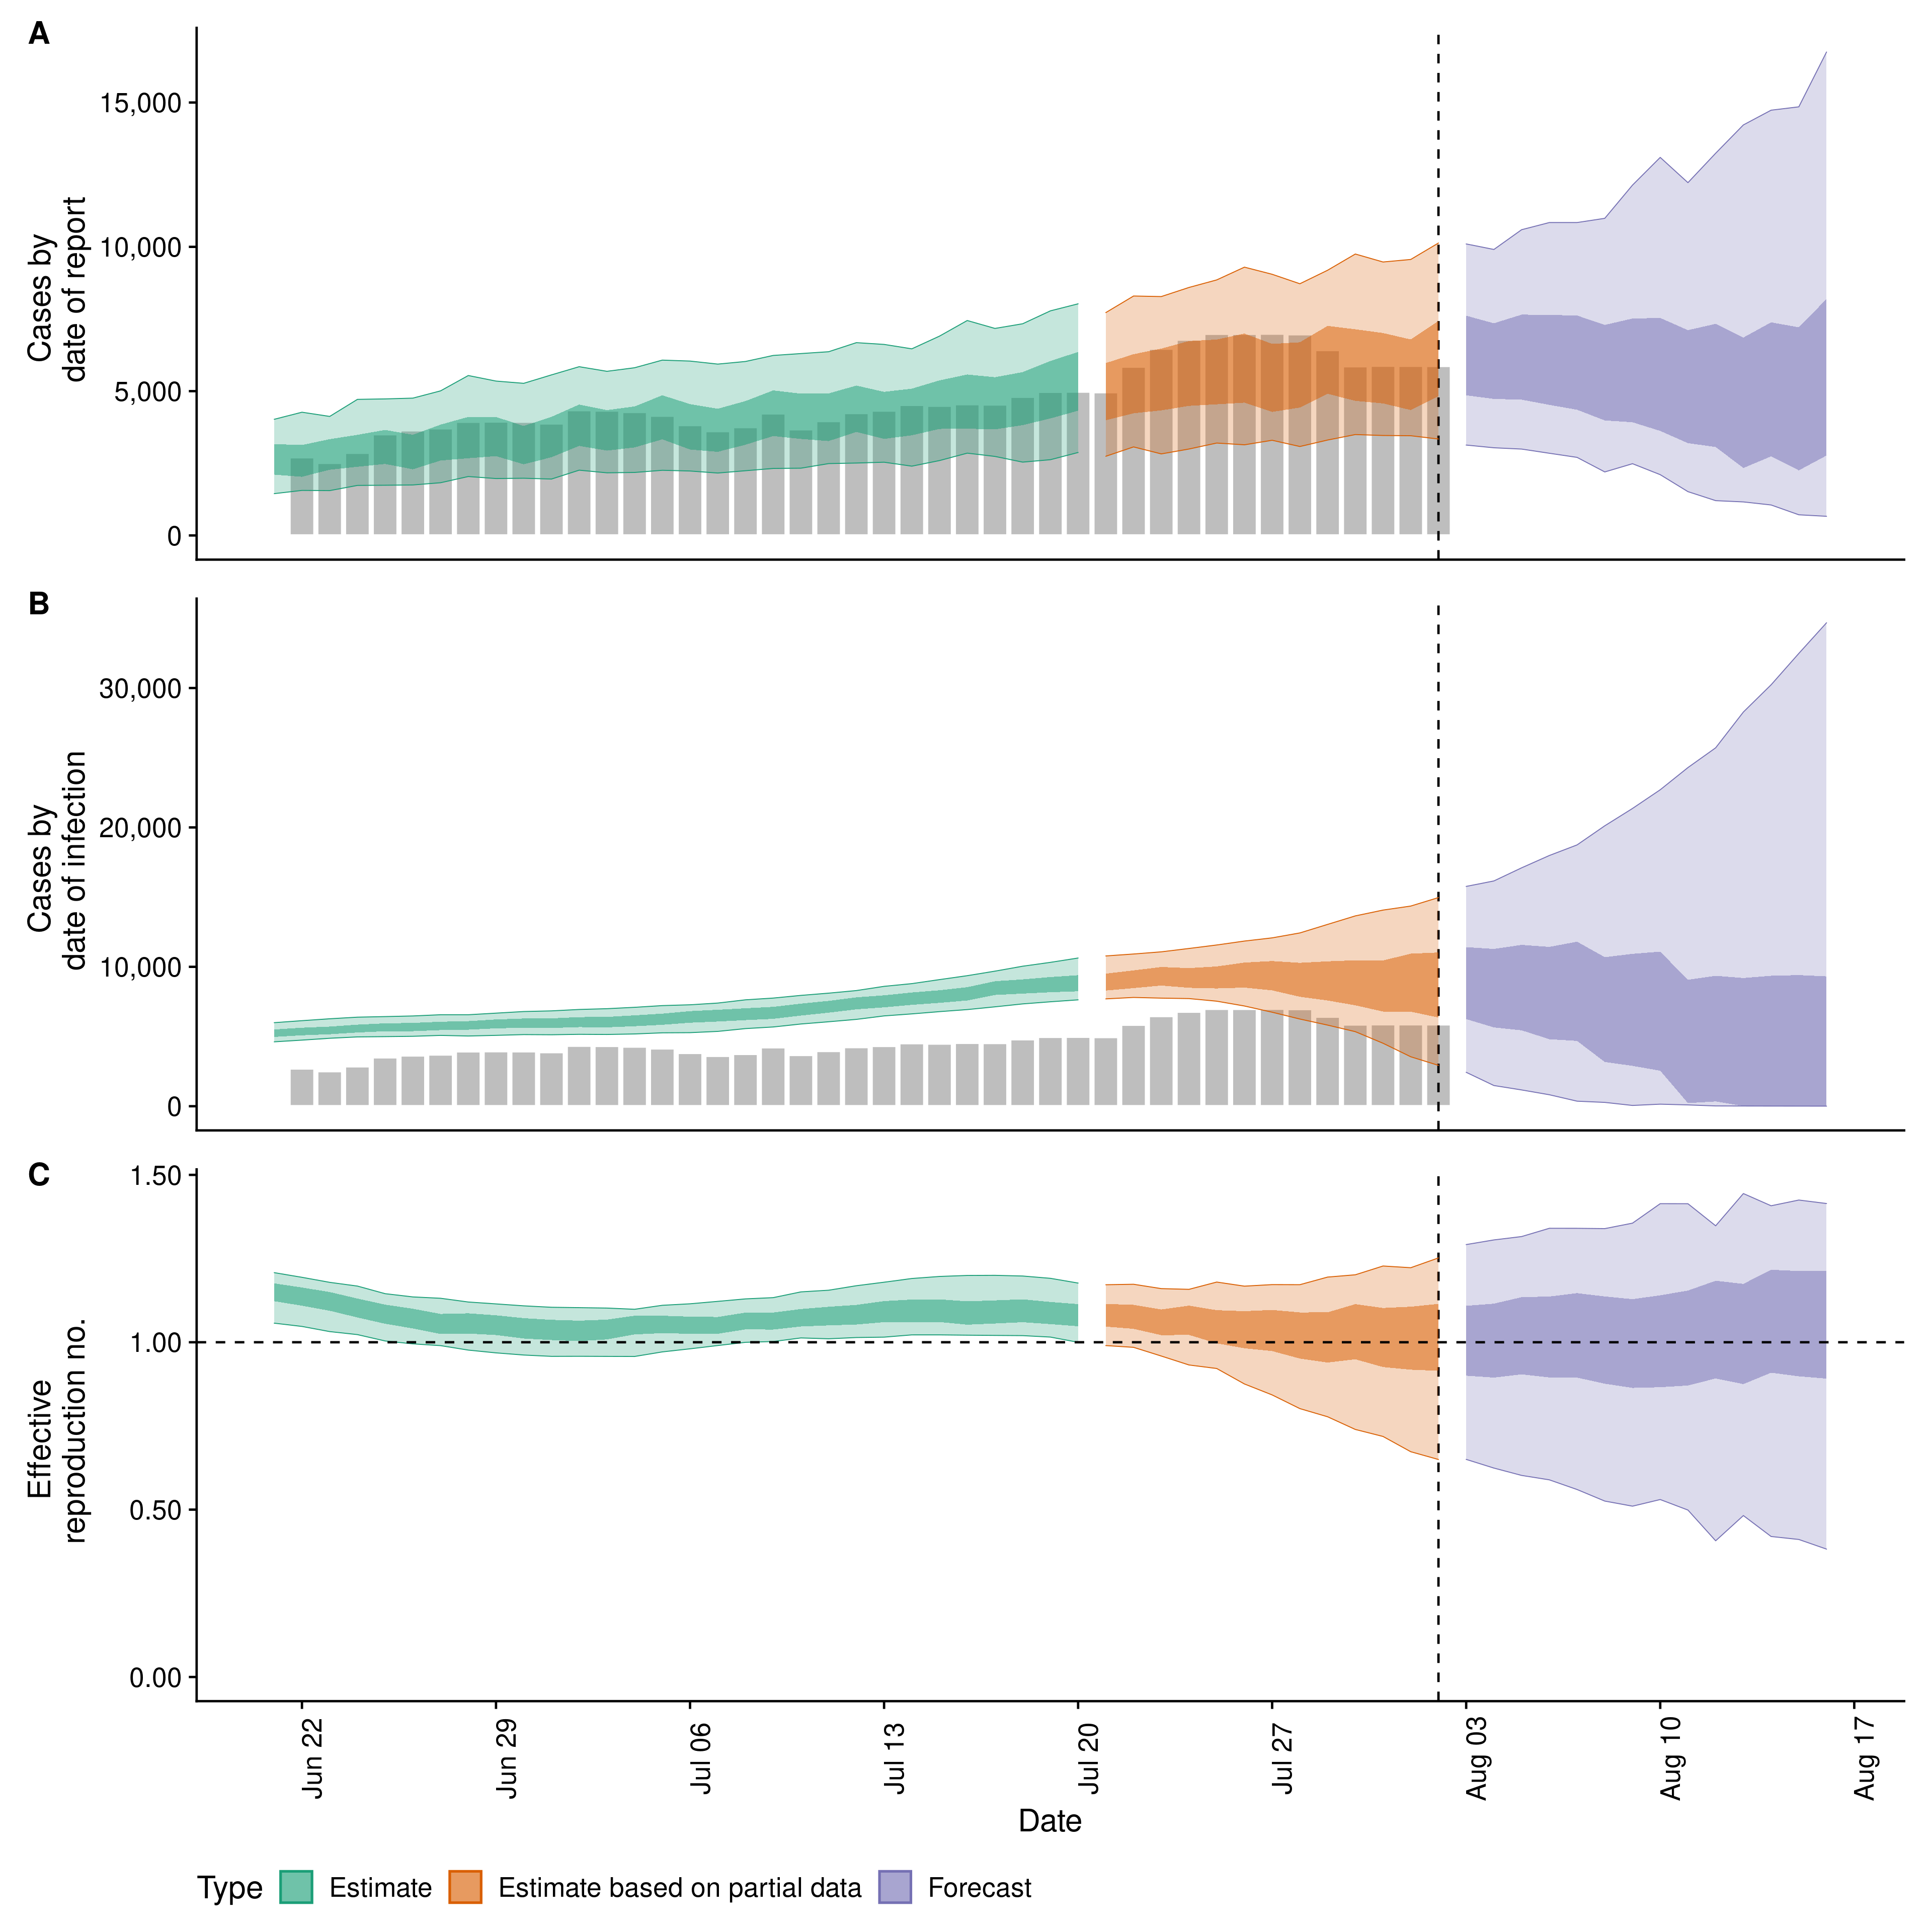 A
Cases by
date of report
15,000
10,000
5,000
0
B
Cases by
date of infection
30,000
20,000
10,000
0
C
Effective
reproduction no.
1.50
1.00
0.50
0.00
Jun 22
Jun 29
Jul 06
Jul 13
Jul 20
Jul 27
Aug 03
Aug 10
Aug 17
Date
Type Estimate Estimate based on partial data Forecast